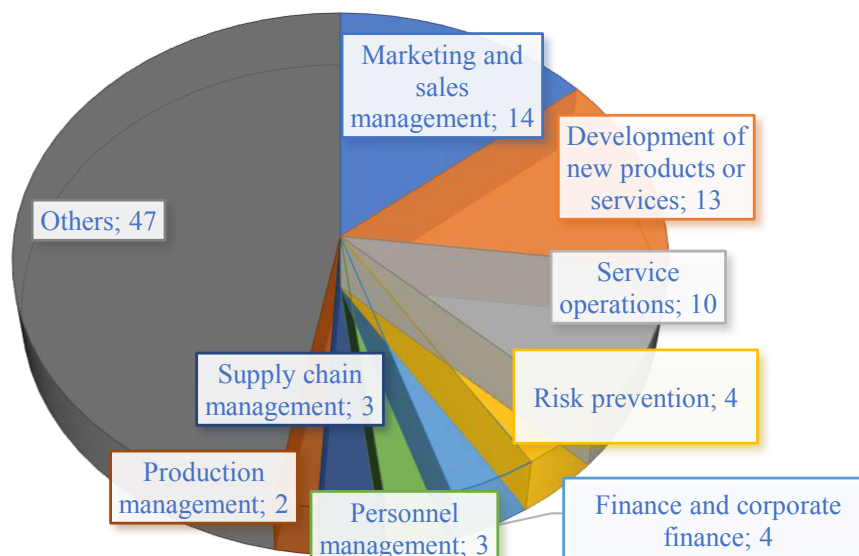 Marketing and
sales
management; 14
Development of
new products or
services; 13
Service
operations; 10
Risk prevention; 4
Finance and corporate
finance; 4
Personnel
management; 3
Supply chain
management; 3
Production
management; 2
Others; 47